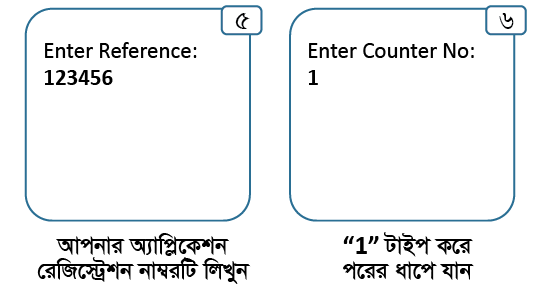 ৫
Enter Reference:
123456
আপনার অ্যাপ্লিকেশন
রেজিস্ট্রেশন নাম্বরটি লিখুন
৬
Enter Counter No:
1
“1” টাইপ করে
পরের ধাপে যান